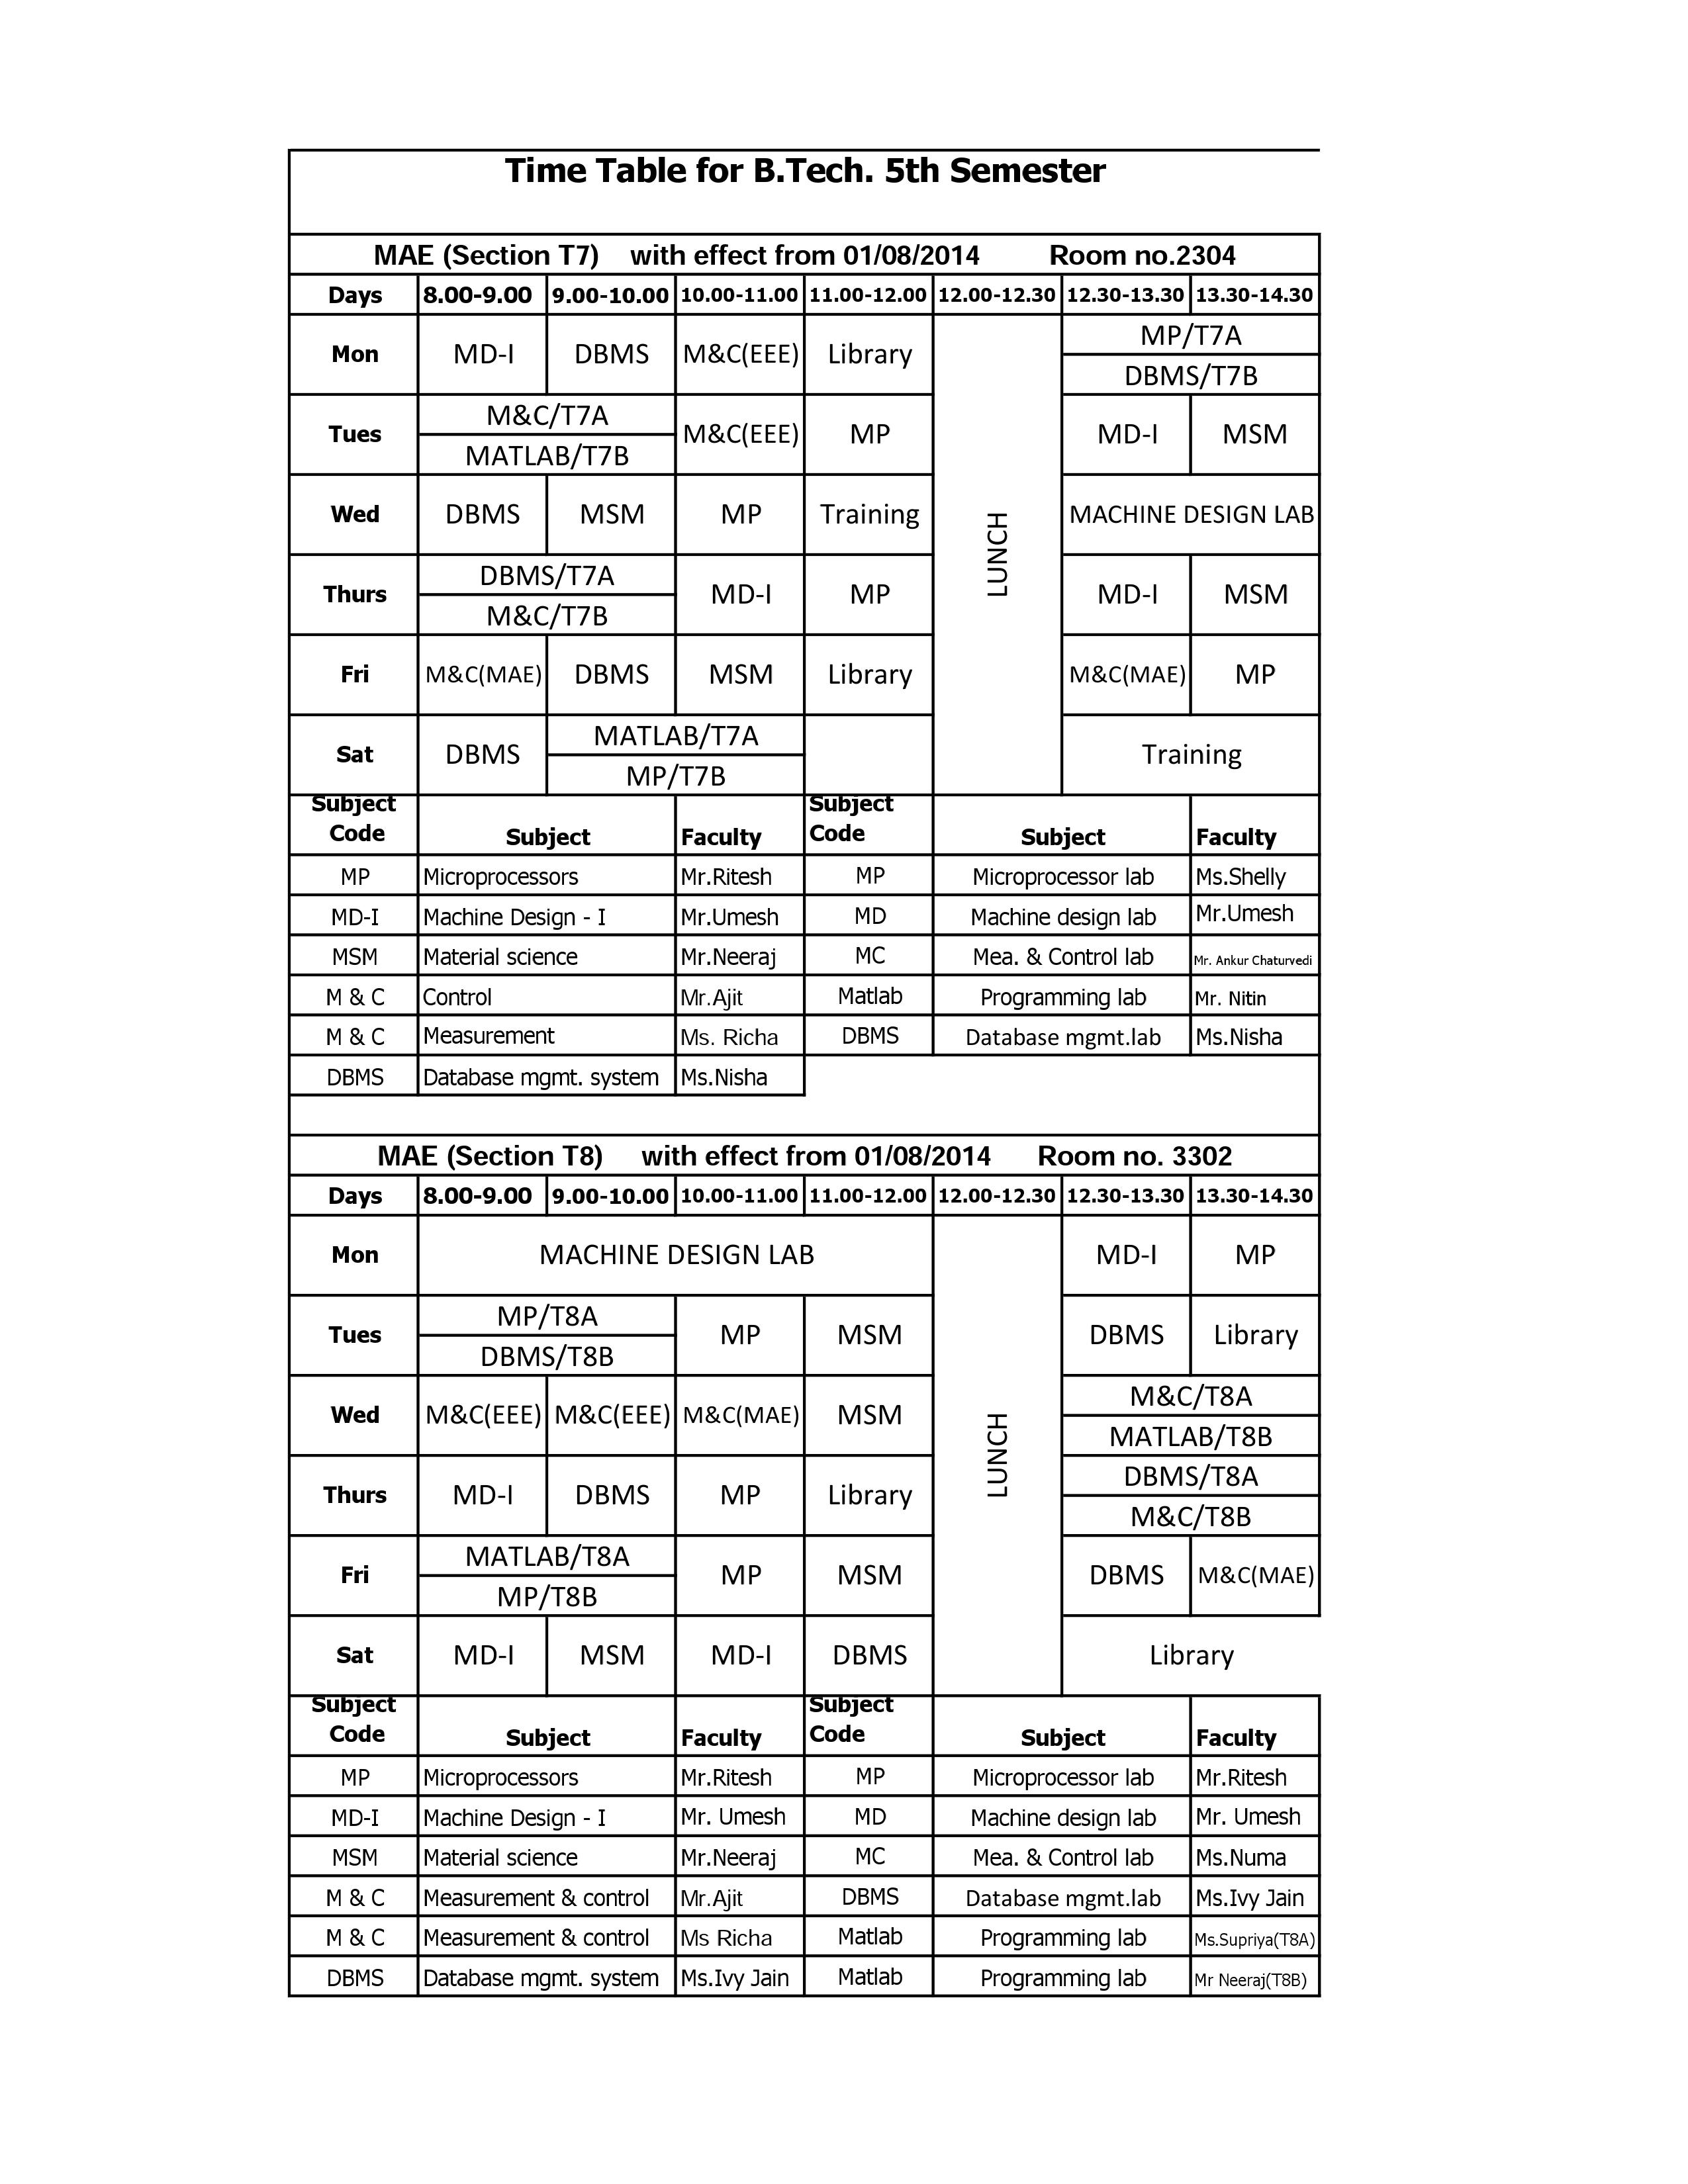 Time Table for B.Tech. 5th Semester
MAE (Section T7) with effect from 01/08/2014 Room no.2304
Days 8.00-9.00 9.00-10.00 10.00-11.00 11.00-12.00 12.00-12.30 12.30-13.30 13.30-14.30
Mon MD-I DBMS M&C(EEE) Library LUNCH MP/T7A
DBMS/T7B
Tues M&C/T7A M&C(EEE) MP MD-I MSM
MATLAB/T7B
Wed DBMS MSM MP Training MACHINE DESIGN LAB
Thurs DBMS/T7A MD-I MP MD-I MSM
M&C/T7B
Fri M&C(MAE) DBMS MSM Library M&C(MAE) MP
Sat DBMS MATLAB/T7A Training
MP/T7B
Subject Code Subject Faculty Subject Code Subject Faculty
MP Microprocessors Mr.Ritesh MP Microprocessor lab Ms.Shelly
MD-I Machine Design - I Mr.Umesh MD Machine design lab Mr.Umesh
MSM Material science Mr.Neeraj MC Mea. & Control lab Mr. Ankur Chaturvedi
M & C Control Mr.Ajit Matlab Programming lab Mr. Nitin
M & C Measurement Ms. Richa DBMS Database mgmt.lab Ms.Nisha
DBMS Database mgmt. system Ms.Nisha
MAE (Section T8) with effect from 01/08/2014 Room no. 3302
Days 8.00-9.00 9.00-10.00 10.00-11.00 11.00-12.00 12.00-12.30 12.30-13.30 13.30-14.30
Mon MACHINE DESIGN LAB LUNCH MD-I MP
Tues MP/T8A MP MSM DBMS Library
DBMS/T8B
Wed M&C(EEE) M&C(EEE) M&C(MAE) MSM M&C/T8A
MATLAB/T8B
Thurs MD-I DBMS MP Library DBMS/T8A
M&C/T8B
Fri MATLAB/T8A MP MSM DBMS M&C(MAE)
MP/T8B
Sat MD-I MSM MD-I DBMS Library
Subject Code Subject Faculty Subject Code Subject Faculty
MP Microprocessors Mr.Ritesh MP Microprocessor lab Mr.Ritesh
MD-I Machine Design - I Mr. Umesh MD Machine design lab Mr. Umesh
MSM Material science Mr.Neeraj MC Mea. & Control lab Ms.Numa
M & C Measurement & control Mr.Ajit DBMS Database mgmt.lab Ms.Ivy Jain
M & C Measurement & control Ms Richa Matlab Programming lab Ms.Supriya(T8A)
DBMS Database mgmt. system Ms.Ivy Jain Matlab Programming lab Mr Neeraj(T8B)